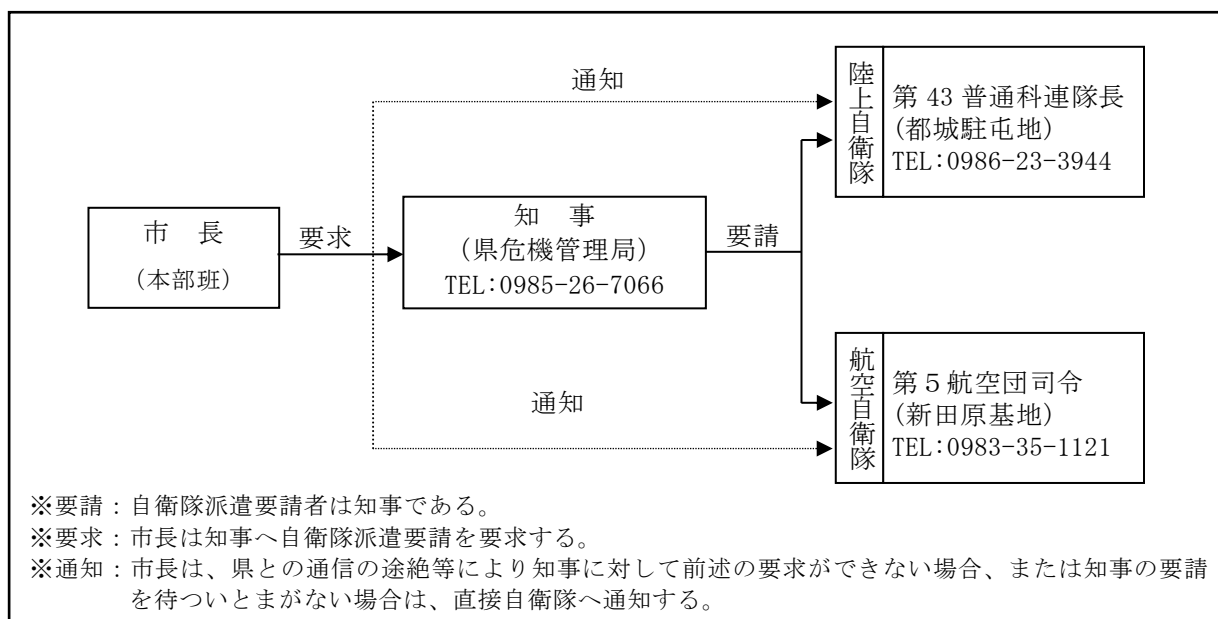 通知
陸上自衛隊
第 43 普通科連隊長
(都城駐屯地)
TEL:0986-23-3944
市　長
（本部班）
要求
知　事
（県危機管理局）
TEL:0985-26-7066
要請
通知
航空自衛隊
第５航空団司令
(新田原基地)
TEL:0983-35-1121
※要請：自衛隊派遣要請者は知事である。
※要求：市長は知事へ自衛隊派遣要請を要求する。
※通知：市長は、県との通信の途絶等により知事に対して前述の要求ができない場合、または知事の要請
を待ついとまがない場合は、直接自衛隊へ通知する。